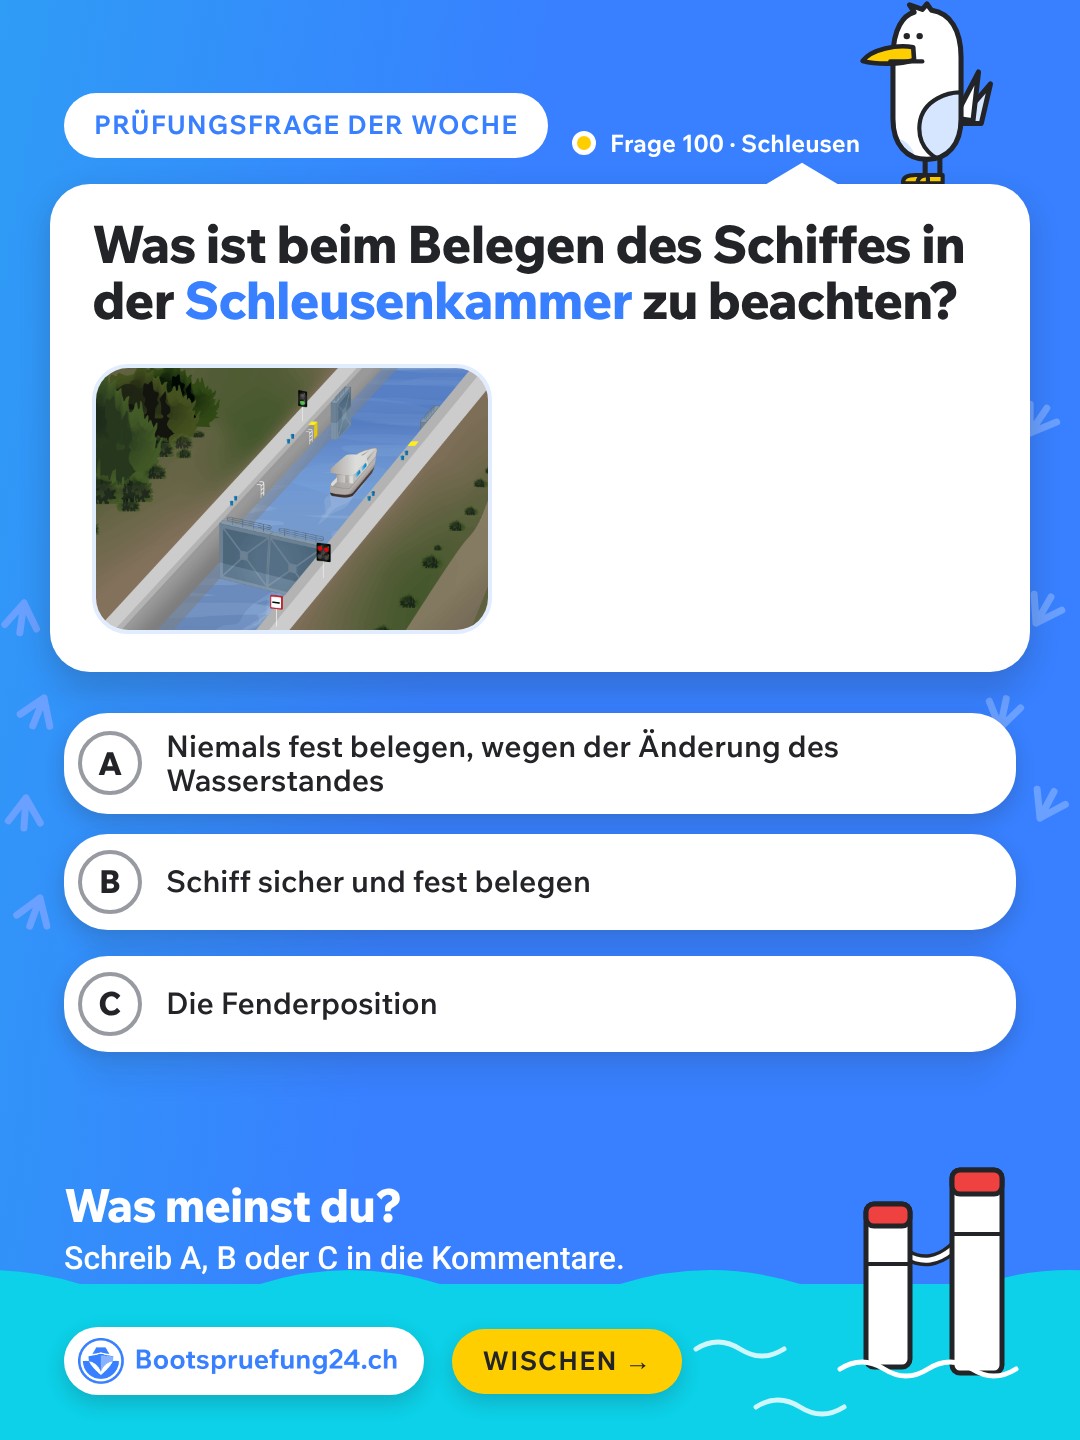 PRÜFUNGSFRAGE DER WOCHE
Frage 100 · Schleusen
Was ist beim Belegen des Schiffes in
der Schleusenkammer zu beachten?
A
Niemals fest belegen, wegen der Änderung des
Wasserstandes
B
Schiff sicher und fest belegen
C
Die Fenderposition
Was meinst du?
Schreib A, B oder C in die Kommentare.
Bootspruefung24.ch
WISCHEN →